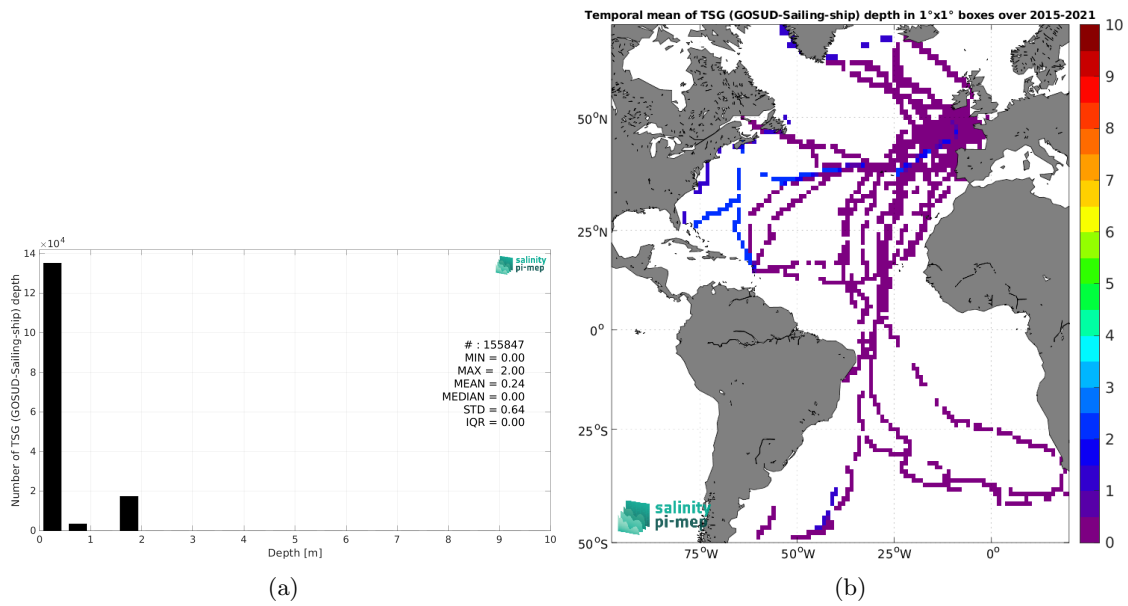 ×10⁴
14
12
10
8
6
4
2
0
Number of TSG (GOSUD-Sailing-ship) depth
salinity
pi-mep
# : 155847
MIN = 0.00
MAX = 2.00
MEAN = 0.24
MEDIAN = 0.00
STD = 0.64
IQR = 0.00
0 1 2 3 4 5 6 7 8 9 10
Depth [m]
(a)
Temporal mean of TSG (GOSUD-Sailing-ship) depth in 1°x1° boxes over 2015-2021
50°N
25°N
0°
25°S
50°S
salinity
pi-mep
75°W 50°W 25°W 0°
10
9
8
7
6
5
4
3
2
1
0
(b)